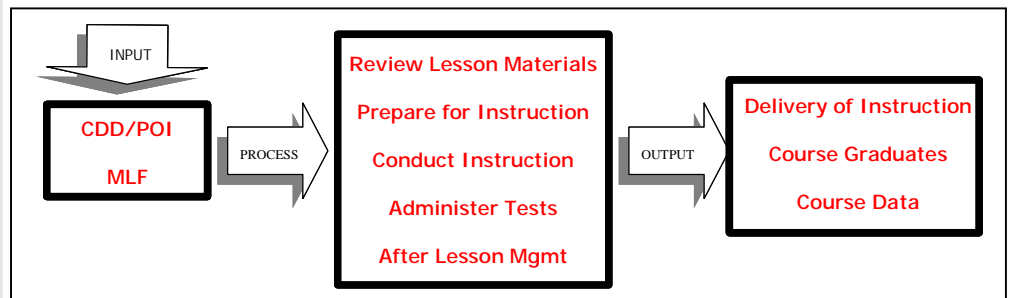 INPUT
CDD/POI
MLF
PROCESS
Review Lesson Materials
Prepare for Instruction
Conduct Instruction
Administer Tests
After Lesson Mgmt
OUTPUT
Delivery of Instruction
Course Graduates
Course Data